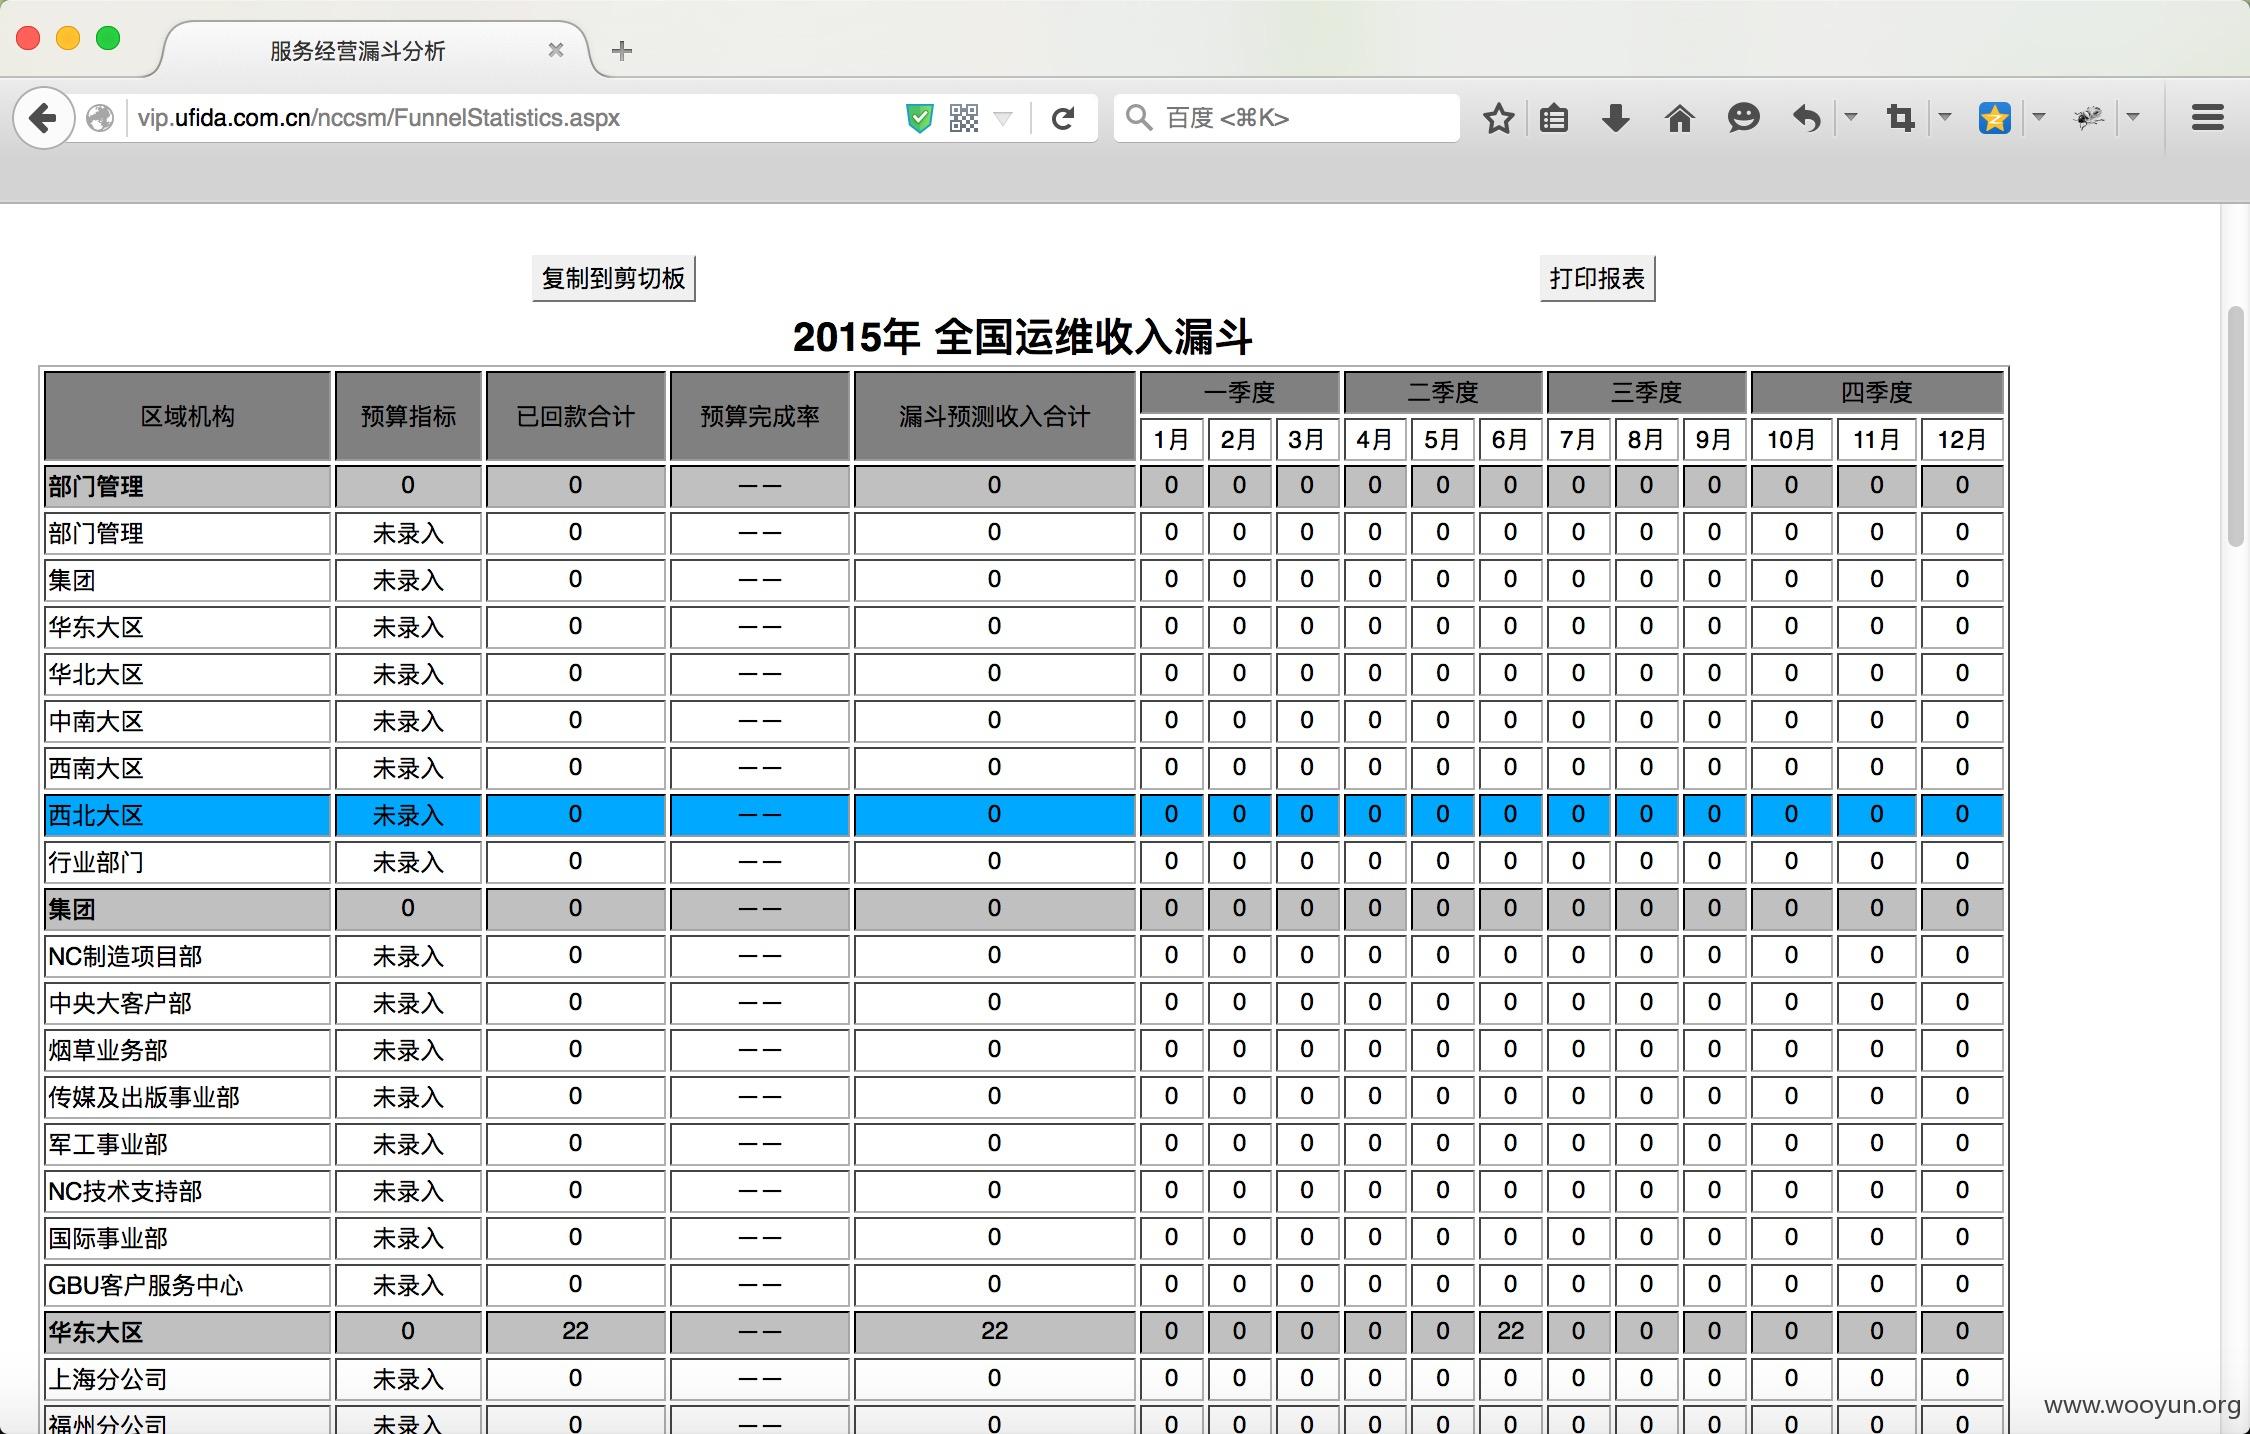 服务经营漏斗分析
vip.ufida.com.cn/nccsm/FunnelStatistics.aspx
百度 <⌘K>
复制到剪切板 打印报表
2015年 全国运维收入漏斗
区域机构 预算指标 已回款合计 预算完成率 漏斗预测收入合计 一季度 二季度 三季度 四季度
1月 2月 3月 4月 5月 6月 7月 8月 9月 10月 11月 12月
部门管理 0 0 —— 0 0 0 0 0 0 0 0 0 0 0 0 0
部门管理 未录入 0 —— 0 0 0 0 0 0 0 0 0 0 0 0 0
集团 未录入 0 —— 0 0 0 0 0 0 0 0 0 0 0 0 0
华东大区 未录入 0 —— 0 0 0 0 0 0 0 0 0 0 0 0 0
华北大区 未录入 0 —— 0 0 0 0 0 0 0 0 0 0 0 0 0
中南大区 未录入 0 —— 0 0 0 0 0 0 0 0 0 0 0 0 0
西南大区 未录入 0 —— 0 0 0 0 0 0 0 0 0 0 0 0 0
西北大区 未录入 0 —— 0 0 0 0 0 0 0 0 0 0 0 0 0
行业部门 未录入 0 —— 0 0 0 0 0 0 0 0 0 0 0 0 0
集团 0 0 —— 0 0 0 0 0 0 0 0 0 0 0 0 0
NC制造项目部 未录入 0 —— 0 0 0 0 0 0 0 0 0 0 0 0 0
中央大客户部 未录入 0 —— 0 0 0 0 0 0 0 0 0 0 0 0 0
烟草业务部 未录入 0 —— 0 0 0 0 0 0 0 0 0 0 0 0 0
传媒及出版事业部 未录入 0 —— 0 0 0 0 0 0 0 0 0 0 0 0 0
军工事业部 未录入 0 —— 0 0 0 0 0 0 0 0 0 0 0 0 0
NC技术支持部 未录入 0 —— 0 0 0 0 0 0 0 0 0 0 0 0 0
国际事业部 未录入 0 —— 0 0 0 0 0 0 0 0 0 0 0 0 0
GBU客户服务中心 未录入 0 —— 0 0 0 0 0 0 0 0 0 0 0 0 0
华东大区 0 22 —— 22 0 0 0 0 0 22 0 0 0 0 0 0
上海分公司 未录入 0 —— 0 0 0 0 0 0 0 0 0 0 0 0 0
福州分公司 未录入 0 —— 0 0 0 0 0 0 0 0 0 0 0 0 0
www.wooyun.org